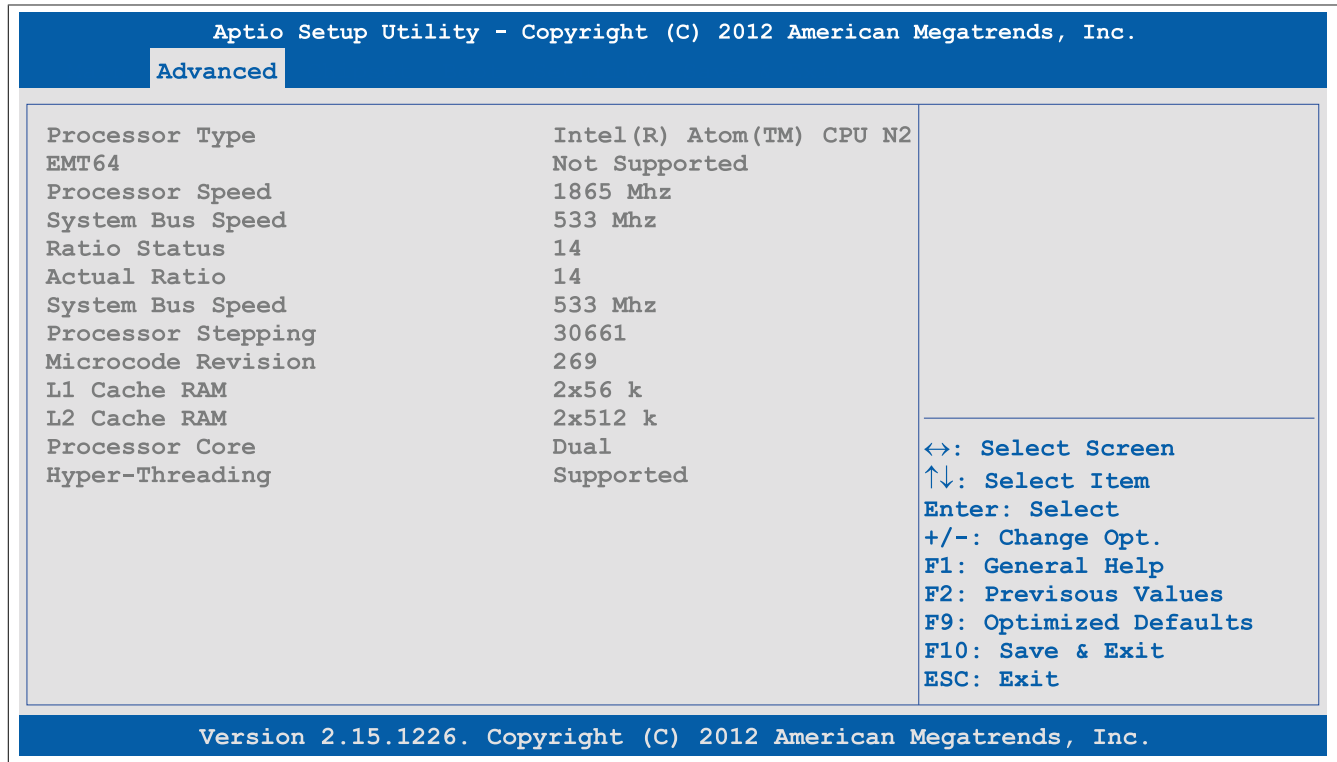 Aptio Setup Utility - Copyright (C) 2012 American Megatrends, Inc.
Advanced
Processor Type Intel(R) Atom(TM) CPU N2
EMT64 Not Supported
Processor Speed 1865 Mhz
System Bus Speed 533 Mhz
Ratio Status 14
Actual Ratio 14
System Bus Speed 533 Mhz
Processor Stepping 30661
Microcode Revision 269
L1 Cache RAM 2x56 k
L2 Cache RAM 2x512 k
Processor Core Dual
Hyper-Threading Supported
↔: Select Screen
↑↓: Select Item
Enter: Select
+/-: Change Opt.
F1: General Help
F2: Previsous Values
F9: Optimized Defaults
F10: Save & Exit
ESC: Exit
Version 2.15.1226. Copyright (C) 2012 American Megatrends, Inc.